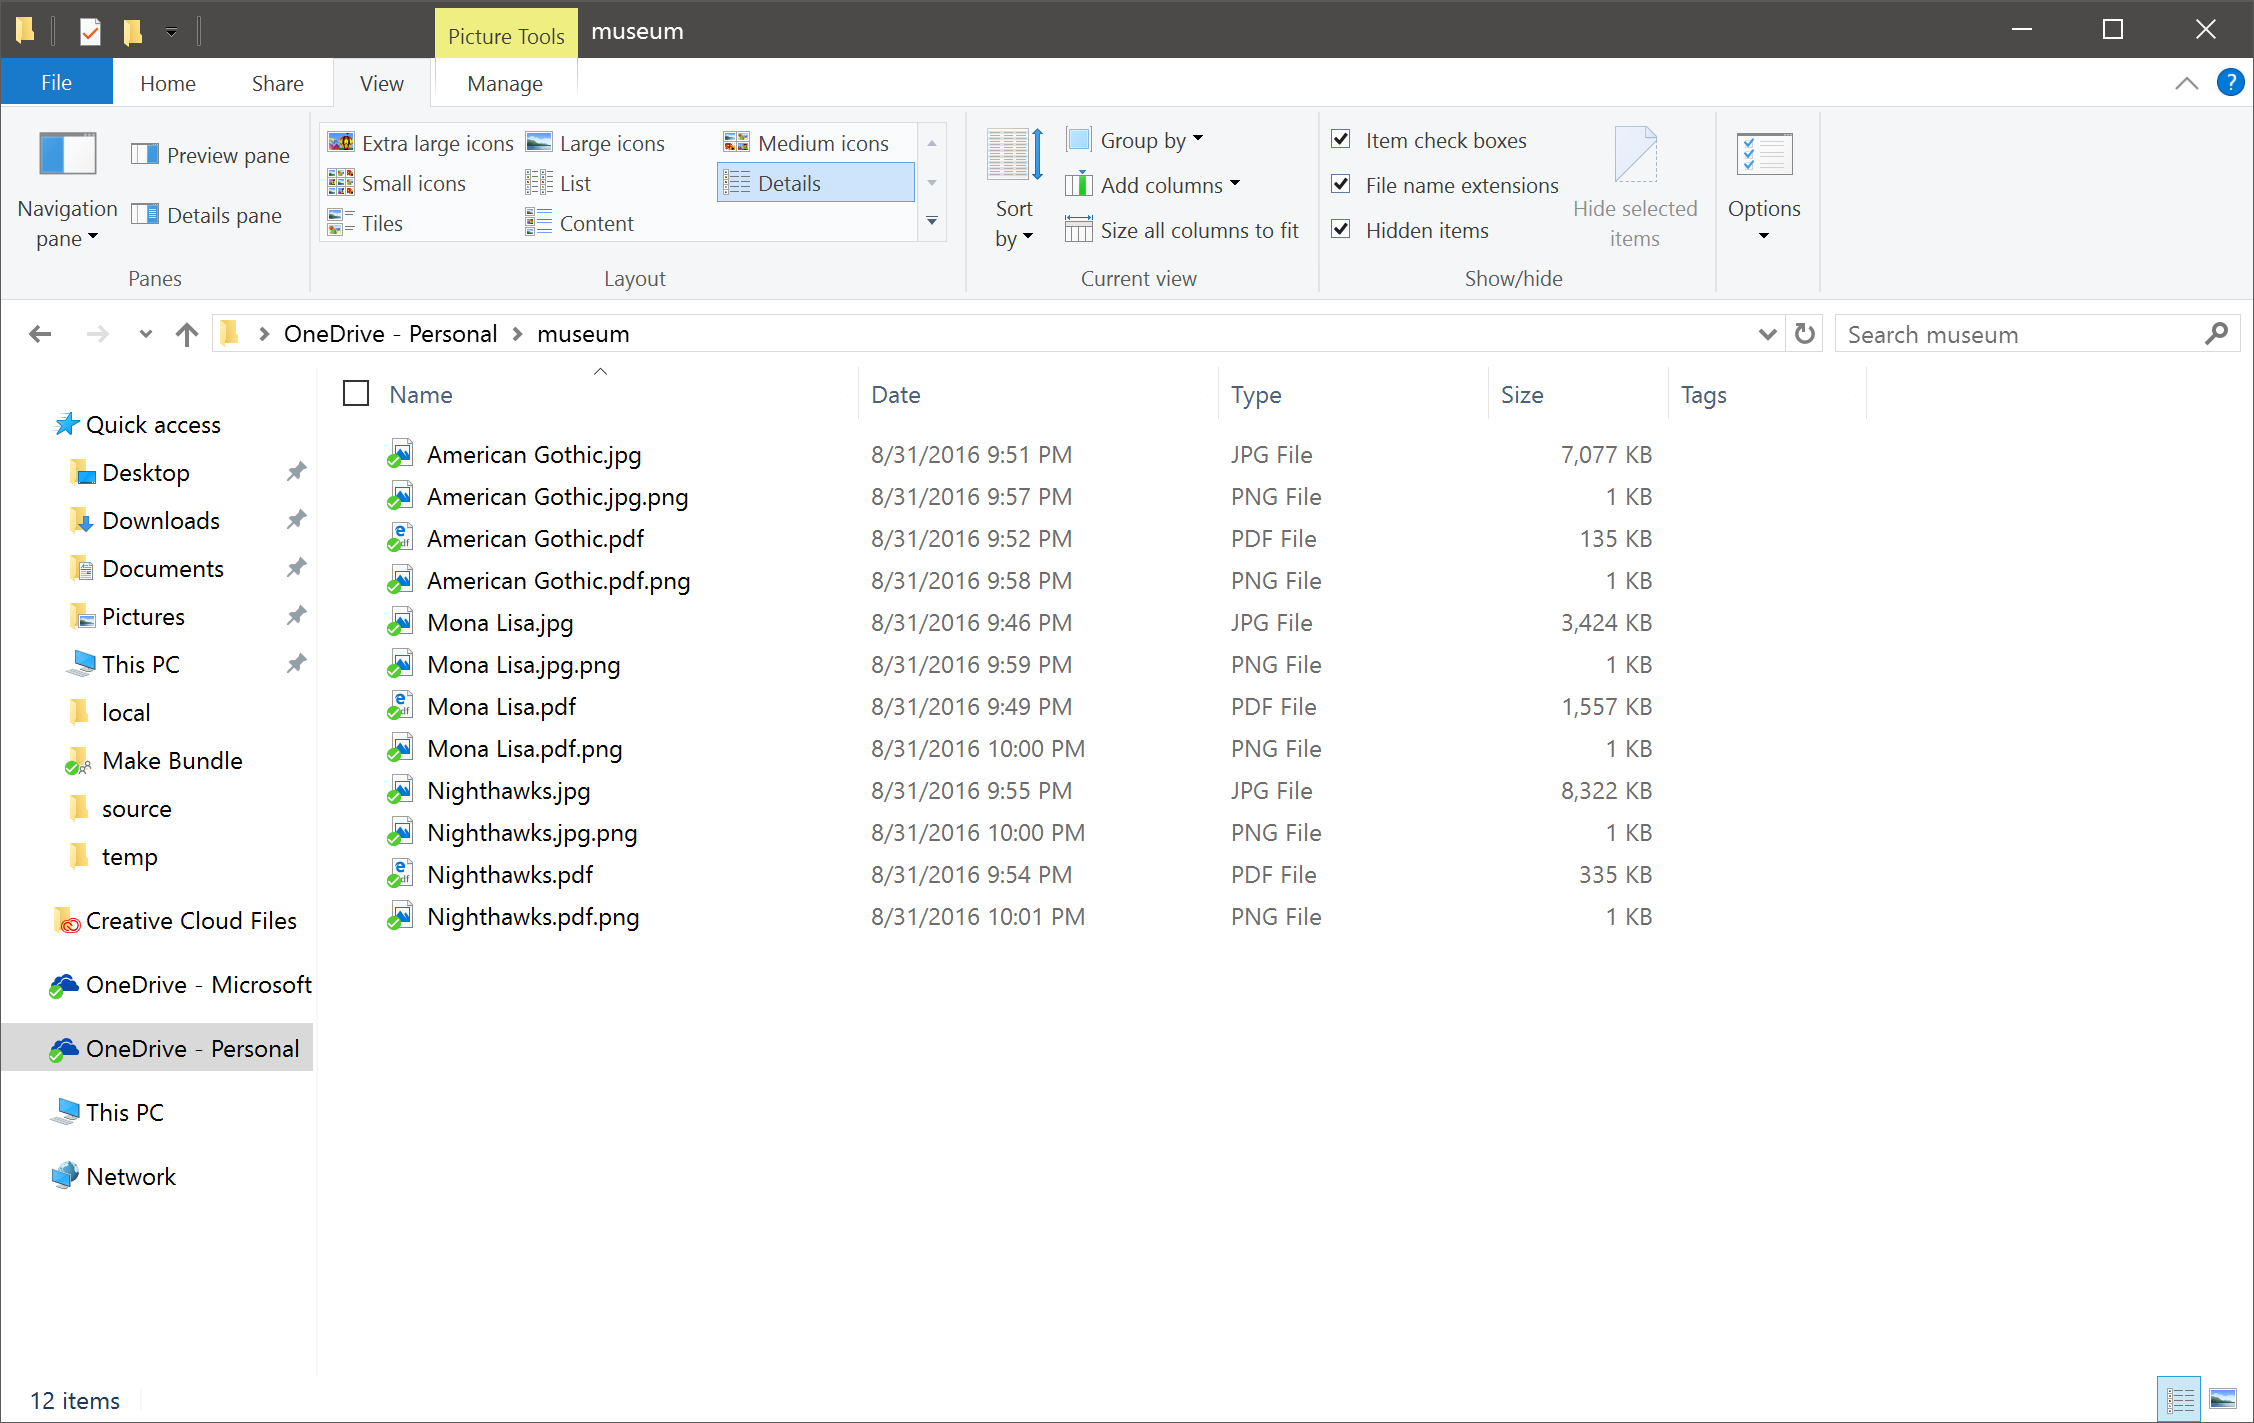 Picture Tools museum
File Home Share View Manage
Navigation pane
Preview pane
Details pane
Panes
Extra large icons Large icons Medium icons
Small icons List Details
Tiles Content
Layout
Sort by
Group by
Add columns
Size all columns to fit
Current view
Item check boxes
File name extensions
Hidden items
Hide selected items
Show/hide
Options
OneDrive - Personal museum
Search museum
Quick access
Desktop
Downloads
Documents
Pictures
This PC
local
Make Bundle
source
temp
Creative Cloud Files
OneDrive - Microsoft
OneDrive - Personal
This PC
Network
Name Date Type Size Tags
American Gothic.jpg 8/31/2016 9:51 PM JPG File 7,077 KB
American Gothic.jpg.png 8/31/2016 9:57 PM PNG File 1 KB
American Gothic.pdf 8/31/2016 9:52 PM PDF File 135 KB
American Gothic.pdf.png 8/31/2016 9:58 PM PNG File 1 KB
Mona Lisa.jpg 8/31/2016 9:46 PM JPG File 3,424 KB
Mona Lisa.jpg.png 8/31/2016 9:59 PM PNG File 1 KB
Mona Lisa.pdf 8/31/2016 9:49 PM PDF File 1,557 KB
Mona Lisa.pdf.png 8/31/2016 10:00 PM PNG File 1 KB
Nighthawks.jpg 8/31/2016 9:55 PM JPG File 8,322 KB
Nighthawks.jpg.png 8/31/2016 10:00 PM PNG File 1 KB
Nighthawks.pdf 8/31/2016 9:54 PM PDF File 335 KB
Nighthawks.pdf.png 8/31/2016 10:01 PM PNG File 1 KB
12 items